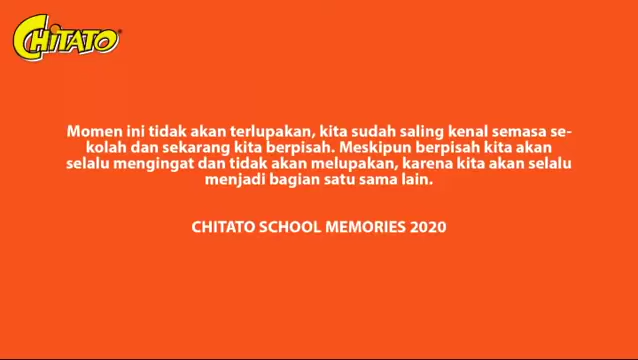 CHITATO®
Momen ini tidak akan terlupakan, kita sudah saling kenal semasa se-
kolah dan sekarang kita berpisah. Meskipun berpisah kita akan
selalu mengingat dan tidak akan melupakan, karena kita akan selalu
menjadi bagian satu sama lain.
CHITATO SCHOOL MEMORIES 2020